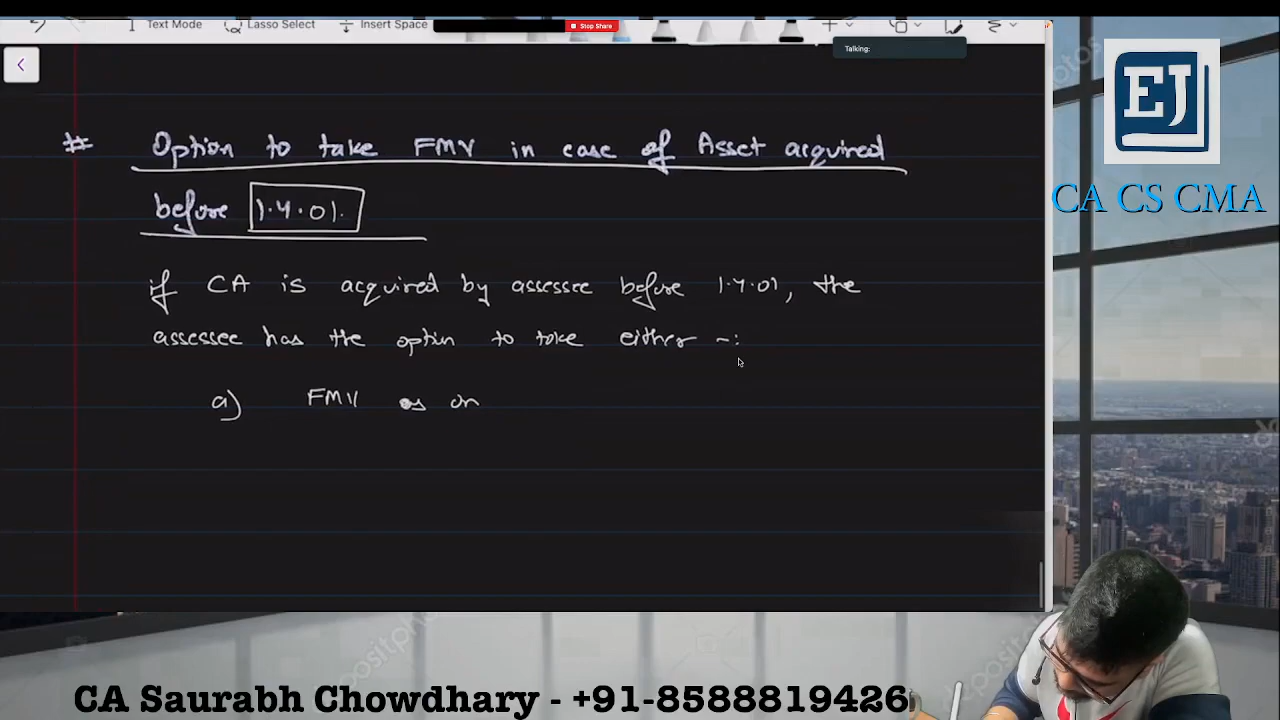 Text Mode Lasso Select Insert Space
Stop Share
Talking:
# Option to take FMV in case of Asset acquired
before 1.4.01.
if CA is acquired by assessee before 1.4.01, the
assessee has the option to take either -:
a) FMV as on
EJ
CA CS CMA
CA Saurabh Chowdhary - +91-8588819426